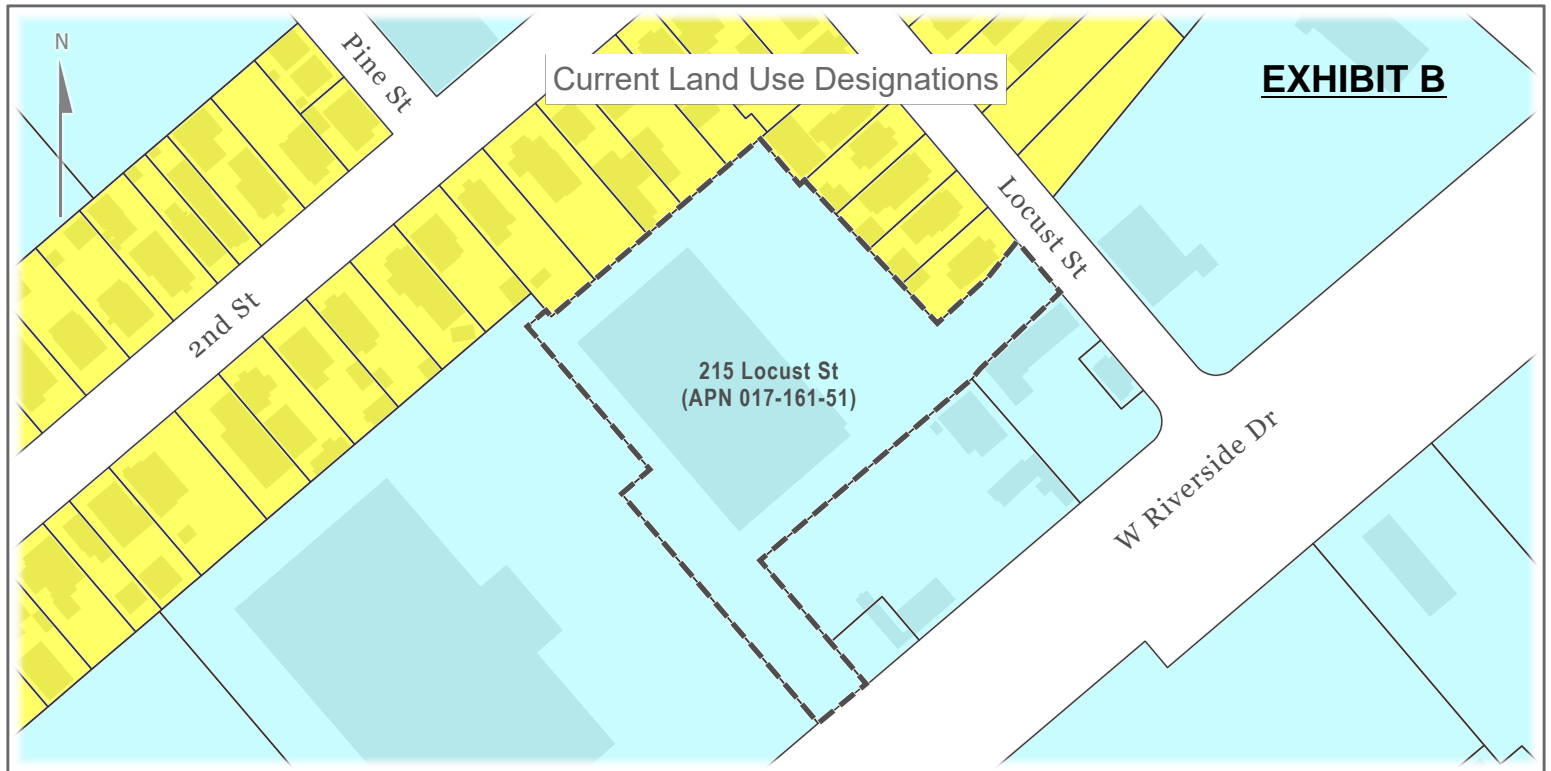 N
Pine St
Current Land Use Designations
EXHIBIT B
Locust St
2nd St
215 Locust St
(APN 017-161-51)
W Riverside Dr